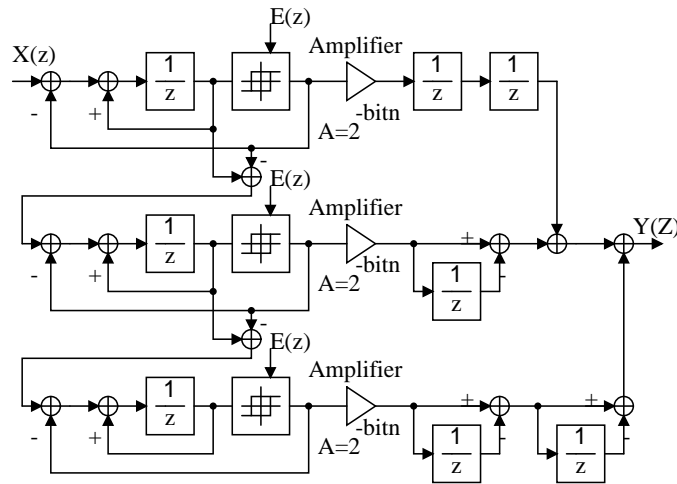 E(z)
X(z)
Amplifier
1
z
1
z
1
z
-
+
-bitn
A=2
-
E(z)
Amplifier
Y(Z)
1
z
+
-
-
+
-bitn
A=2
1
z
-
E(z)
Amplifier
1
z
+
-
+
-
-
+
-bitn
A=2
1
z
1
z